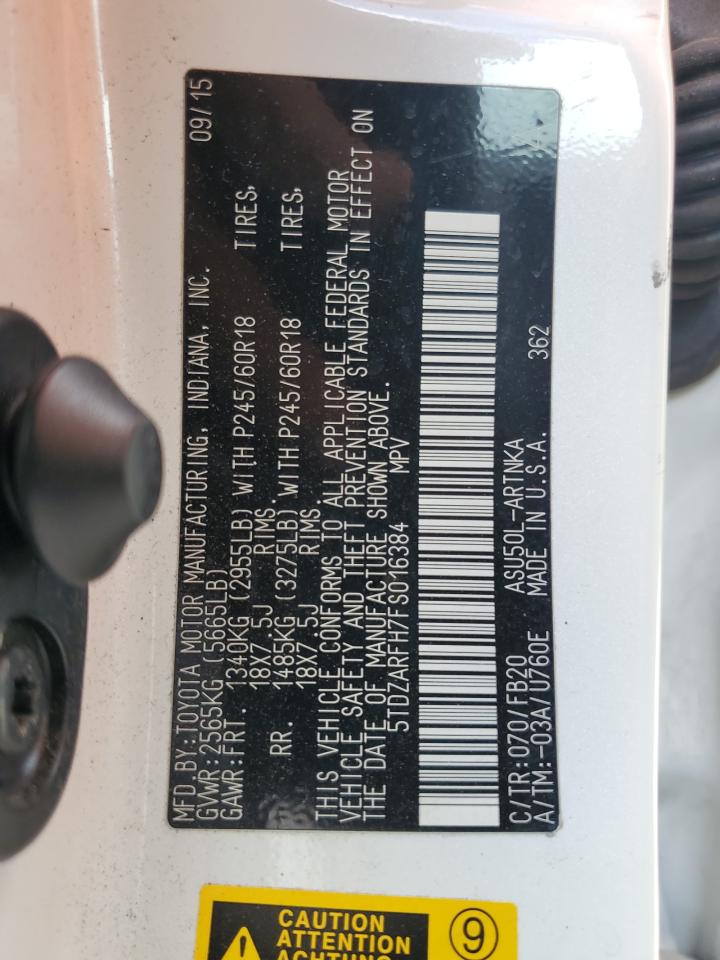 MFD. BY: TOYOTA MOTOR MANUFACTURING, INDIANA, INC. 09/15
GVWR: 2565KG (5665LB)
GAWR: FRT. 1340KG (2955LB) WITH P245/60R18 TIRES,
18X7.5J RIMS.
RR. 1485KG (3275LB) WITH P245/60R18 TIRES,
18X7.5J RIMS.
THIS VEHICLE CONFORMS TO ALL APPLICABLE FEDERAL MOTOR
VEHICLE SAFETY AND THEFT PREVENTION STANDARDS IN EFFECT ON
THE DATE OF MANUFACTURE SHOWN ABOVE.
5TDZARFH7FS016384 MPV
C/TR: 070/FB20 ASU50L-ARTNKA 362
A/TM: -03A/U760E MADE IN U.S.A.
CAUTION
ATTENTION
ACHTUNG
9